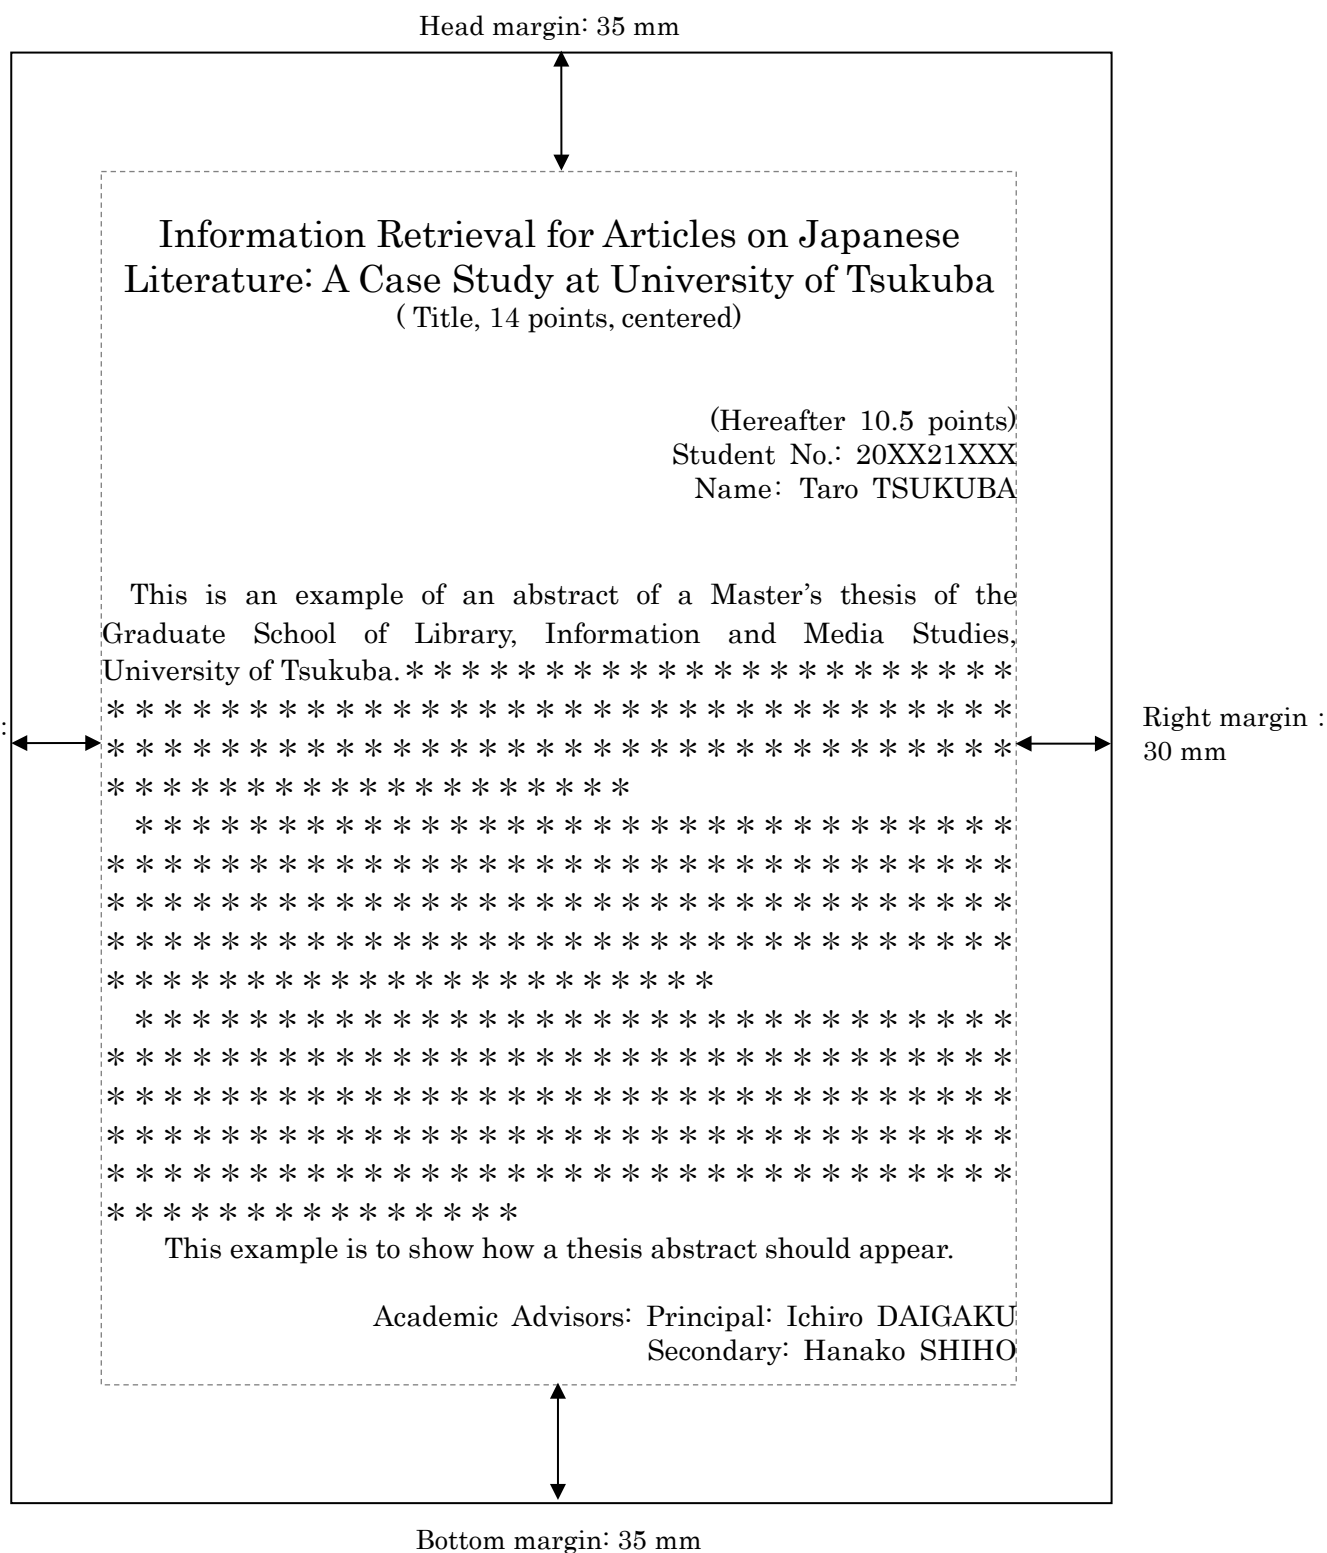 Head margin: 35 mm
Information Retrieval for Articles on Japanese
Literature: A Case Study at University of Tsukuba
( Title, 14 points, centered)
(Hereafter 10.5 points)
Student No.: 20XX21XXX
Name: Taro TSUKUBA
This is an example of an abstract of a Master’s thesis of the
Graduate School of Library, Information and Media Studies,
University of Tsukuba.＊＊＊＊＊＊＊＊＊＊＊＊＊＊＊＊＊＊＊＊＊＊
＊＊＊＊＊＊＊＊＊＊＊＊＊＊＊＊＊＊＊＊＊＊＊＊＊＊＊＊＊＊＊＊
:
Right margin :
30 mm
＊＊＊＊＊＊＊＊＊＊＊＊＊＊＊＊＊＊＊＊＊＊＊＊＊＊＊＊＊＊＊＊
＊＊＊＊＊＊＊＊＊＊＊＊＊＊＊＊＊＊＊
＊＊＊＊＊＊＊＊＊＊＊＊＊＊＊＊＊＊＊＊＊＊＊＊＊＊＊＊＊＊＊
＊＊＊＊＊＊＊＊＊＊＊＊＊＊＊＊＊＊＊＊＊＊＊＊＊＊＊＊＊＊＊＊
＊＊＊＊＊＊＊＊＊＊＊＊＊＊＊＊＊＊＊＊＊＊＊＊＊＊＊＊＊＊＊＊
＊＊＊＊＊＊＊＊＊＊＊＊＊＊＊＊＊＊＊＊＊＊＊＊＊＊＊＊＊＊＊＊
＊＊＊＊＊＊＊＊＊＊＊＊＊＊＊＊＊＊＊＊＊＊
＊＊＊＊＊＊＊＊＊＊＊＊＊＊＊＊＊＊＊＊＊＊＊＊＊＊＊＊＊＊＊
＊＊＊＊＊＊＊＊＊＊＊＊＊＊＊＊＊＊＊＊＊＊＊＊＊＊＊＊＊＊＊＊
＊＊＊＊＊＊＊＊＊＊＊＊＊＊＊＊＊＊＊＊＊＊＊＊＊＊＊＊＊＊＊＊
＊＊＊＊＊＊＊＊＊＊＊＊＊＊＊＊＊＊＊＊＊＊＊＊＊＊＊＊＊＊＊＊
＊＊＊＊＊＊＊＊＊＊＊＊＊＊＊＊＊＊＊＊＊＊＊＊＊＊＊＊＊＊＊＊
＊＊＊＊＊＊＊＊＊＊＊＊＊＊＊
This example is to show how a thesis abstract should appear.
Academic Advisors: Principal: Ichiro DAIGAKU
Secondary: Hanako SHIHO
Bottom margin: 35 mm